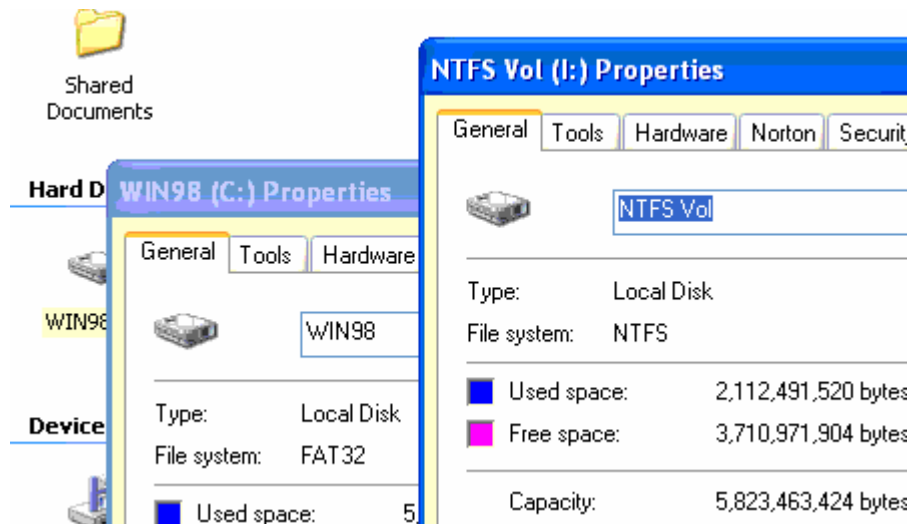 Shared
Documents
Hard D
WIN98
Device
WIN98 (C:) Properties
General Tools Hardware
WIN98
Type: Local Disk
File system: FAT32
Used space: 5,
NTFS Vol (I:) Properties
General Tools Hardware Norton Securit
NTFS Vol
Type: Local Disk
File system: NTFS
Used space: 2,112,491,520 bytes
Free space: 3,710,971,904 bytes
Capacity: 5,823,463,424 bytes